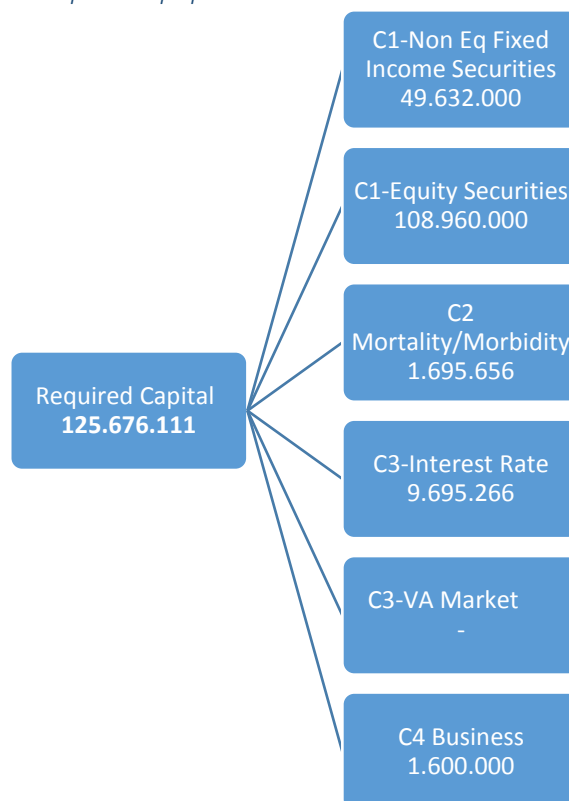 C1-Non Eq Fixed
Income Securities
49.632.000
C1-Equity Securities
108.960.000
C2
Mortality/Morbidity
1.695.656
Required Capital
125.676.111
C3-Interest Rate
9.695.266
C3-VA Market
-
C4 Business
1.600.000